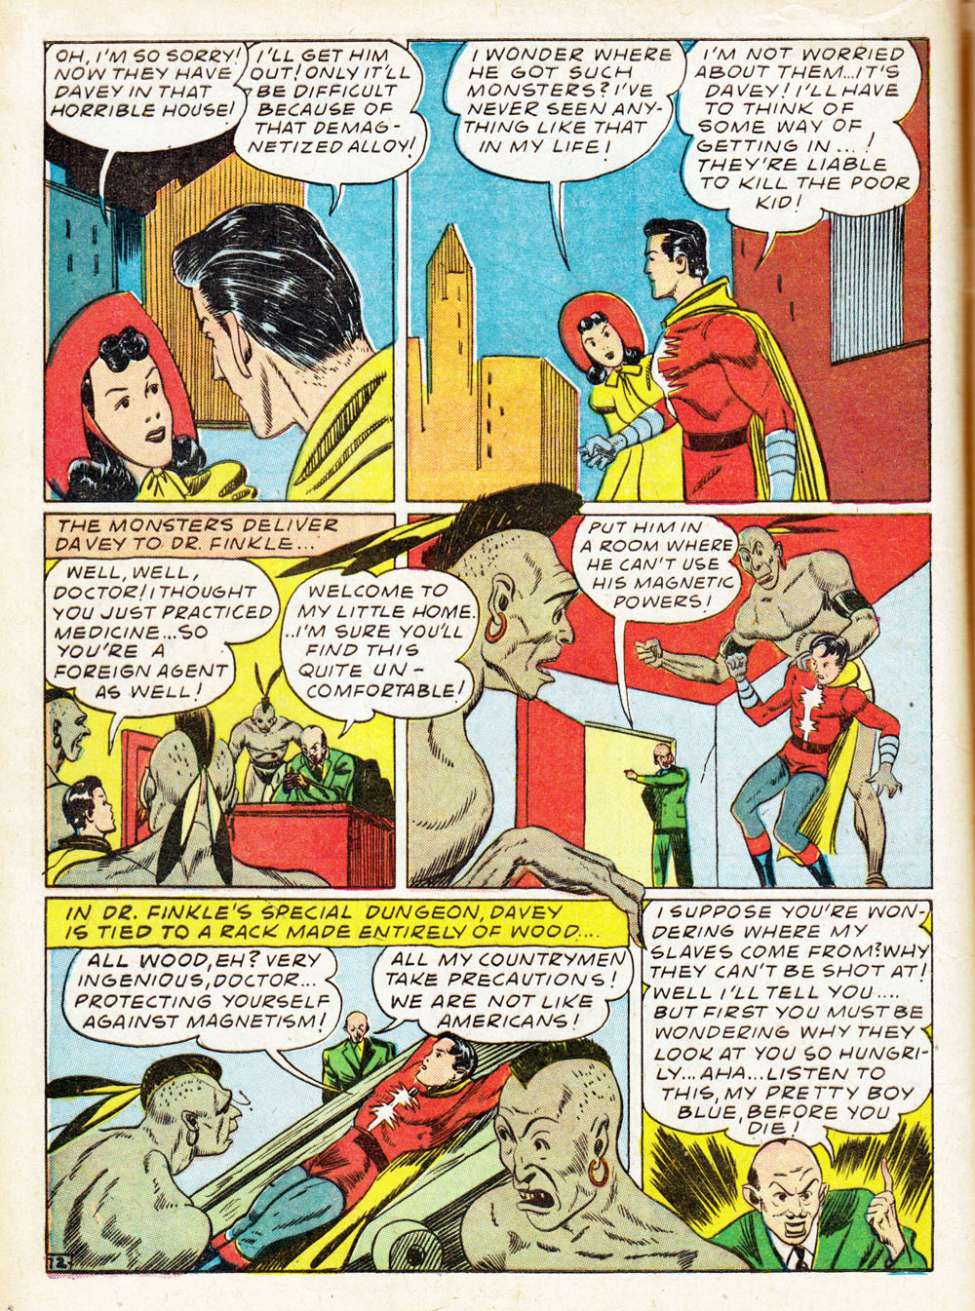 OH, I'M SO SORRY!
NOW THEY HAVE
DAVEY IN THAT
HORRIBLE HOUSE!
I'LL GET HIM
OUT! ONLY IT'LL
BE DIFFICULT
BECAUSE OF
THAT DEMAG-
NETIZED ALLOY!
I WONDER WHERE
HE GOT SUCH
MONSTERS? I'VE
NEVER SEEN ANY-
THING LIKE THAT
IN MY LIFE!
I'M NOT WORRIED
ABOUT THEM...IT'S
DAVEY! I'LL HAVE
TO THINK OF
SOME WAY OF
GETTING IN...!
THEY'RE LIABLE
TO KILL THE POOR
KID!
THE MONSTERS DELIVER
DAVEY TO DR. FINKLE...
WELL, WELL,
DOCTOR! I THOUGHT
YOU JUST PRACTICED
MEDICINE...SO
YOU'RE A
FOREIGN AGENT
AS WELL!
WELCOME TO
MY LITTLE HOME.
..I'M SURE YOU'LL
FIND THIS
QUITE UN-
COMFORTABLE!
PUT HIM IN
A ROOM WHERE
HE CAN'T USE
HIS MAGNETIC
POWERS!
IN DR. FINKLE'S SPECIAL DUNGEON, DAVEY
IS TIED TO A RACK MADE ENTIRELY OF WOOD....
ALL WOOD, EH? VERY
INGENIOUS, DOCTOR...
PROTECTING YOURSELF
AGAINST MAGNETISM!
ALL MY COUNTRYMEN
TAKE PRECAUTIONS!
WE ARE NOT LIKE
AMERICANS!
I SUPPOSE YOU'RE WON-
DERING WHERE MY
SLAVES COME FROM? WHY
THEY CAN'T BE SHOT AT!
WELL I'LL TELL YOU....
BUT FIRST YOU MUST BE
WONDERING WHY THEY
LOOK AT YOU SO HUNGRI-
LY...AHA...LISTEN TO
THIS, MY PRETTY BOY
BLUE, BEFORE YOU
DIE!
12